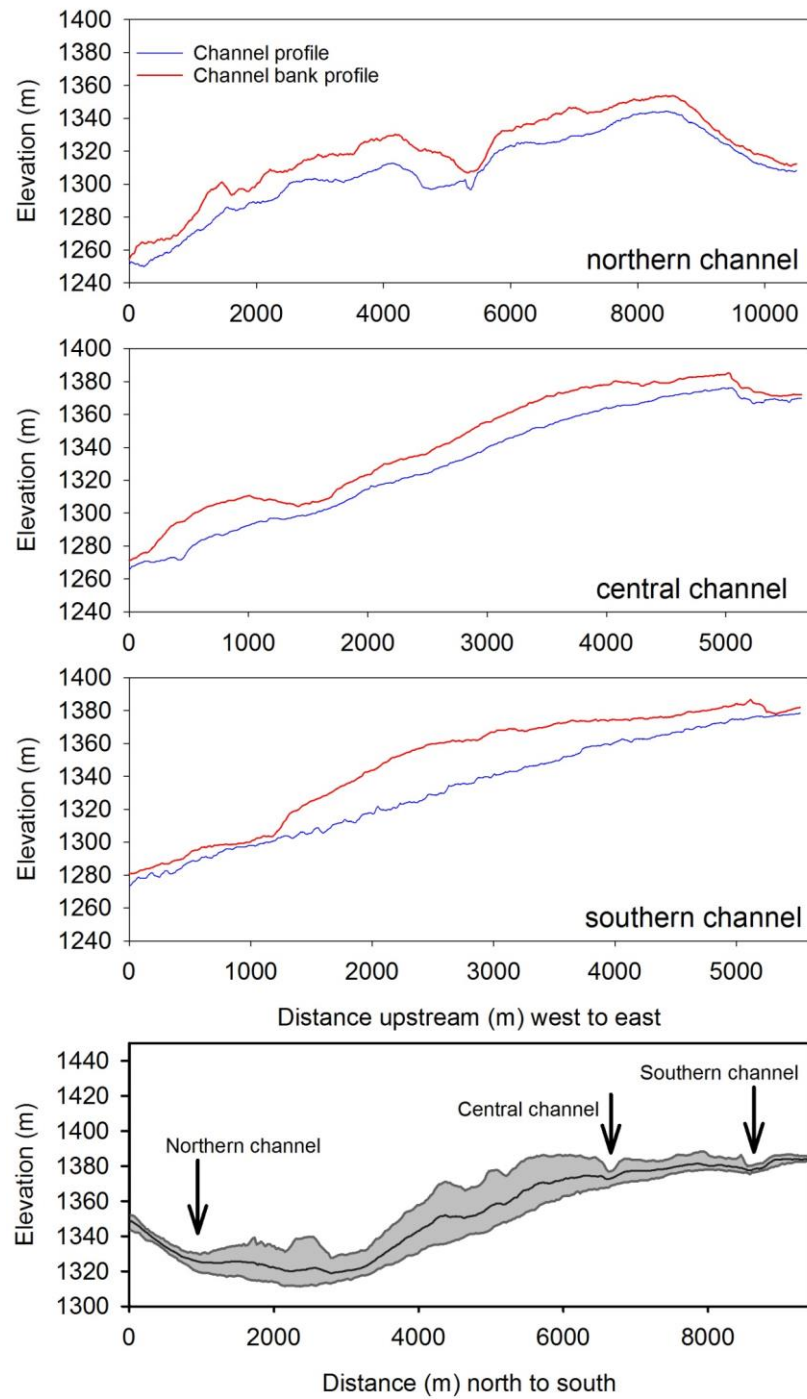 1400
1380
1360
1340
1320
1300
1280
1260
1240
Elevation (m)
Channel profile
Channel bank profile
northern channel
0 2000 4000 6000 8000 10000
1400
1380
1360
1340
1320
1300
1280
1260
1240
Elevation (m)
central channel
0 1000 2000 3000 4000 5000
1400
1380
1360
1340
1320
1300
1280
1260
1240
Elevation (m)
southern channel
0 1000 2000 3000 4000 5000
Distance upstream (m) west to east
1440
1420
1400
1380
1360
1340
1320
1300
Elevation (m)
Northern channel
Central channel
Southern channel
0 2000 4000 6000 8000
Distance (m) north to south